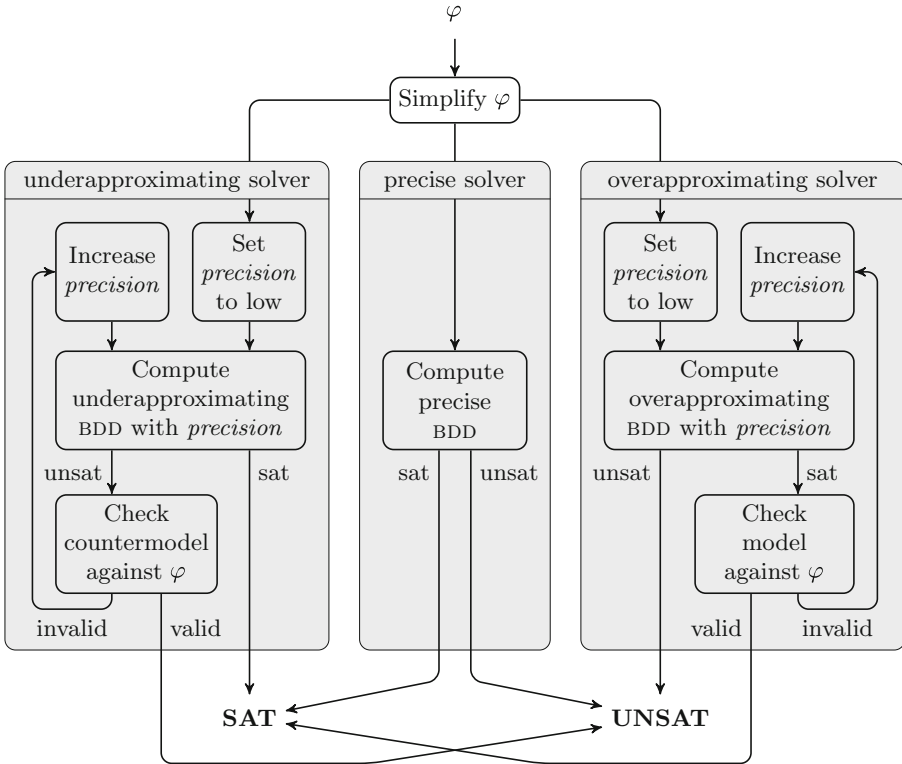 φ
Simplify φ
underapproximating solver
Increase
precision
Set
precision
to low
Compute
underapproximating
BDD with precision
unsat
sat
Check
countermodel
against φ
invalid
valid
precise solver
Compute
precise
BDD
sat
unsat
overapproximating solver
Set
precision
to low
Increase
precision
Compute
overapproximating
BDD with precision
unsat
sat
Check
model
against φ
valid
invalid
SAT
UNSAT